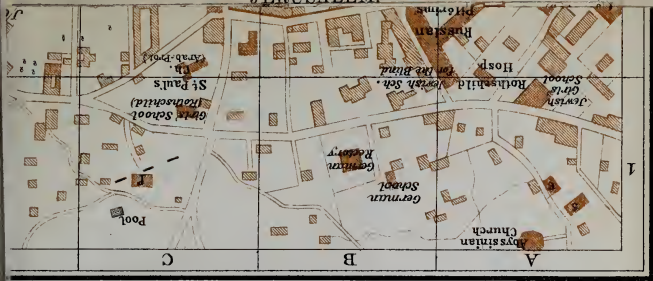 A
B
C
Abyssinian
Church
Pool
1
German
School
German
Rectory
Jewish
Girls
School
Rothschild
Hosp.
Jewish Sch.
for the Blind
Girls School
(Rothschild)
St Paul's
Ch.
(Arab-Prot.)
Russian
Pilgrims